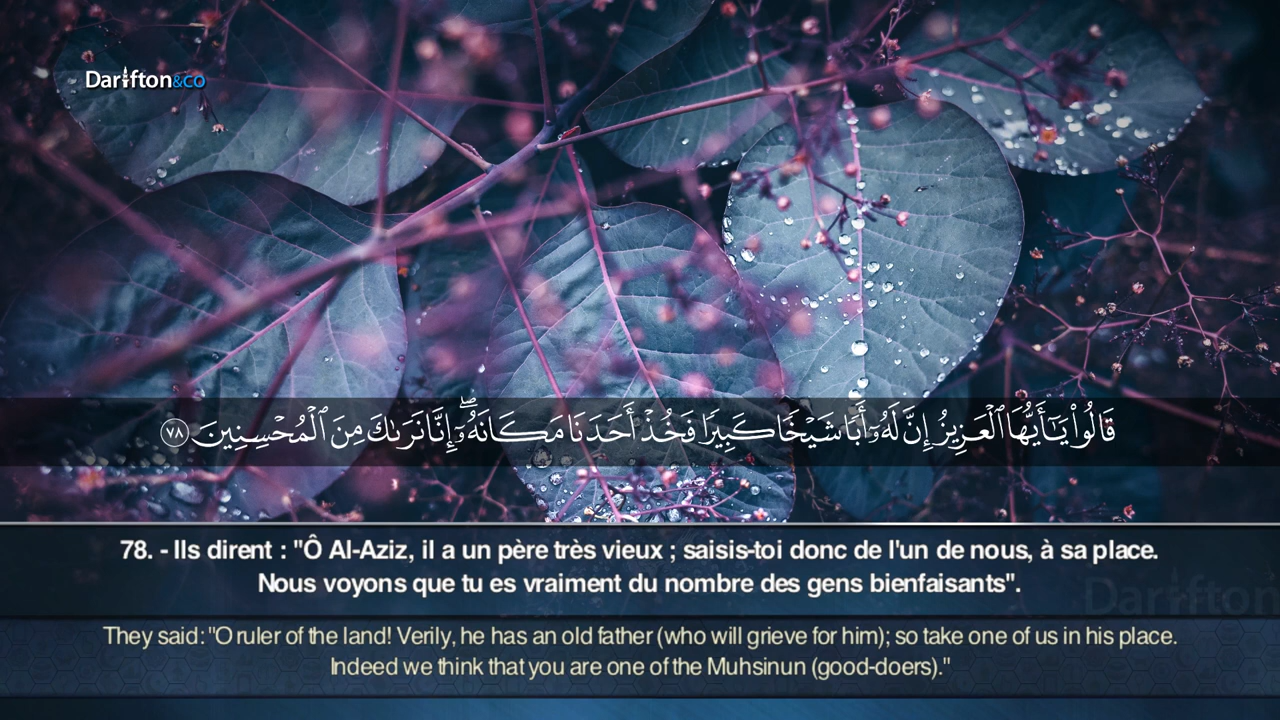 Darifton&CO
قَالُوا۟ يَـٰٓأَيُّهَا ٱلْعَزِيزُ إِنَّ لَهُۥٓ أَبًا شَيْخًا كَبِيرًا فَخُذْ أَحَدَنَا مَكَانَهُۥٓ ۖ إِنَّا نَرَىٰكَ مِنَ ٱلْمُحْسِنِينَ ٧٨
78. - Ils dirent : "Ô Al-Aziz, il a un père très vieux ; saisis-toi donc de l'un de nous, à sa place.
Nous voyons que tu es vraiment du nombre des gens bienfaisants".
Darifton
They said: "O ruler of the land! Verily, he has an old father (who will grieve for him); so take one of us in his place.
Indeed we think that you are one of the Muhsinun (good-doers)."